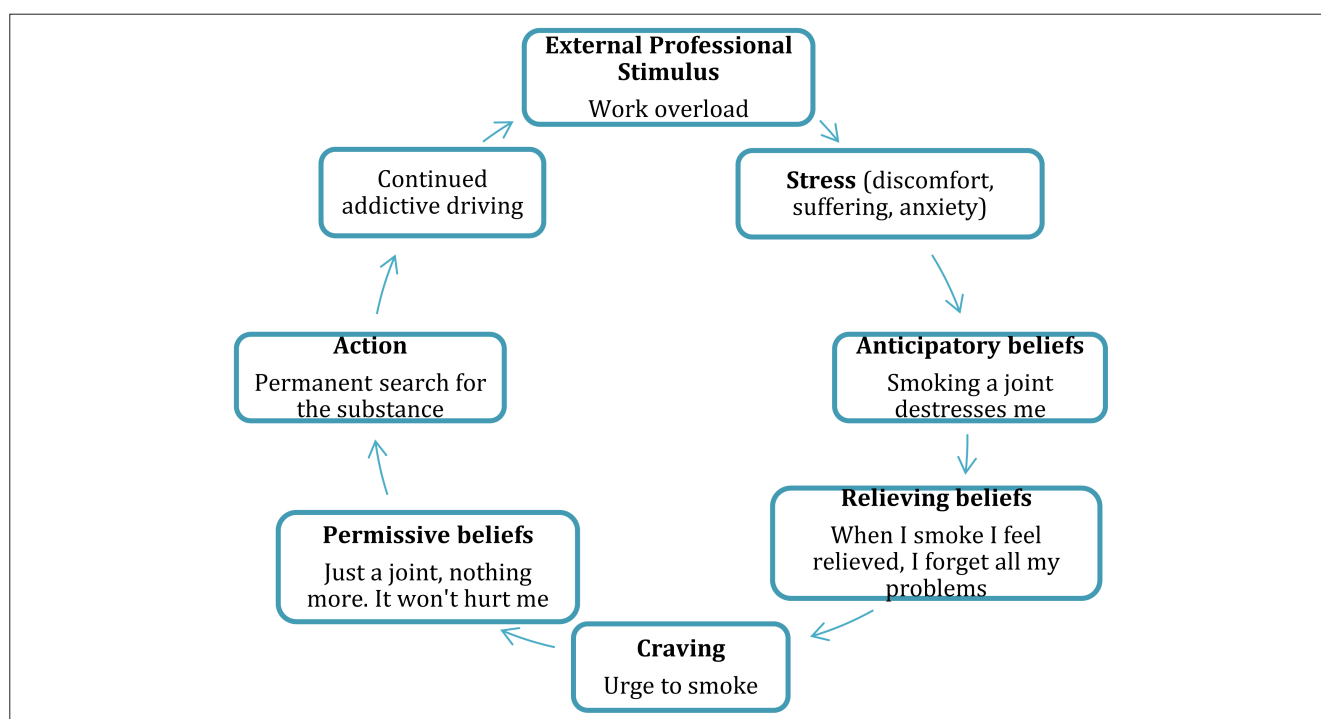 External Professional
Stimulus
Work overload
Stress (discomfort,
suffering, anxiety)
Anticipatory beliefs
Smoking a joint
destresses me
Relieving beliefs
When I smoke I feel
relieved, I forget all my
problems
Craving
Urge to smoke
Permissive beliefs
Just a joint, nothing
more. It won't hurt me
Action
Permanent search for
the substance
Continued
addictive driving